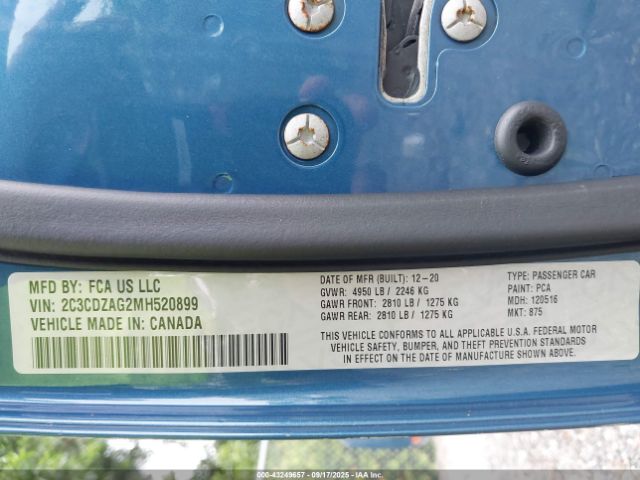 MFD BY: FCA US LLC
VIN: 2C3CDZAG2MH520899
VEHICLE MADE IN: CANADA
DATE OF MFR (BUILT): 12-20
GVWR: 4950 LB / 2246 KG
GAWR FRONT: 2810 LB / 1275 KG
GAWR REAR: 2810 LB / 1275 KG
TYPE: PASSENGER CAR
PAINT: PCA
MDH: 120516
MKT: 875
THIS VEHICLE CONFORMS TO ALL APPLICABLE U.S.A. FEDERAL MOTOR
VEHICLE SAFETY, BUMPER, AND THEFT PREVENTION STANDARDS
IN EFFECT ON THE DATE OF MANUFACTURE SHOWN ABOVE.
000-43249657 - 09/17/2025 - IAA Inc.